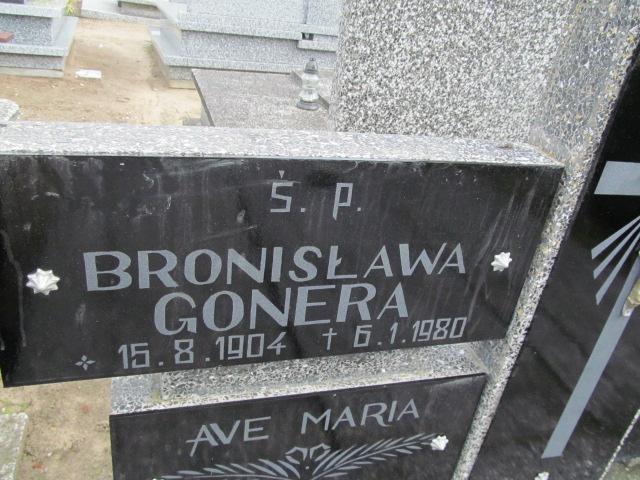 Ś. P.
BRONISŁAWA
GONERA
15.8.1904 † 6.1.1980
AVE MARIA